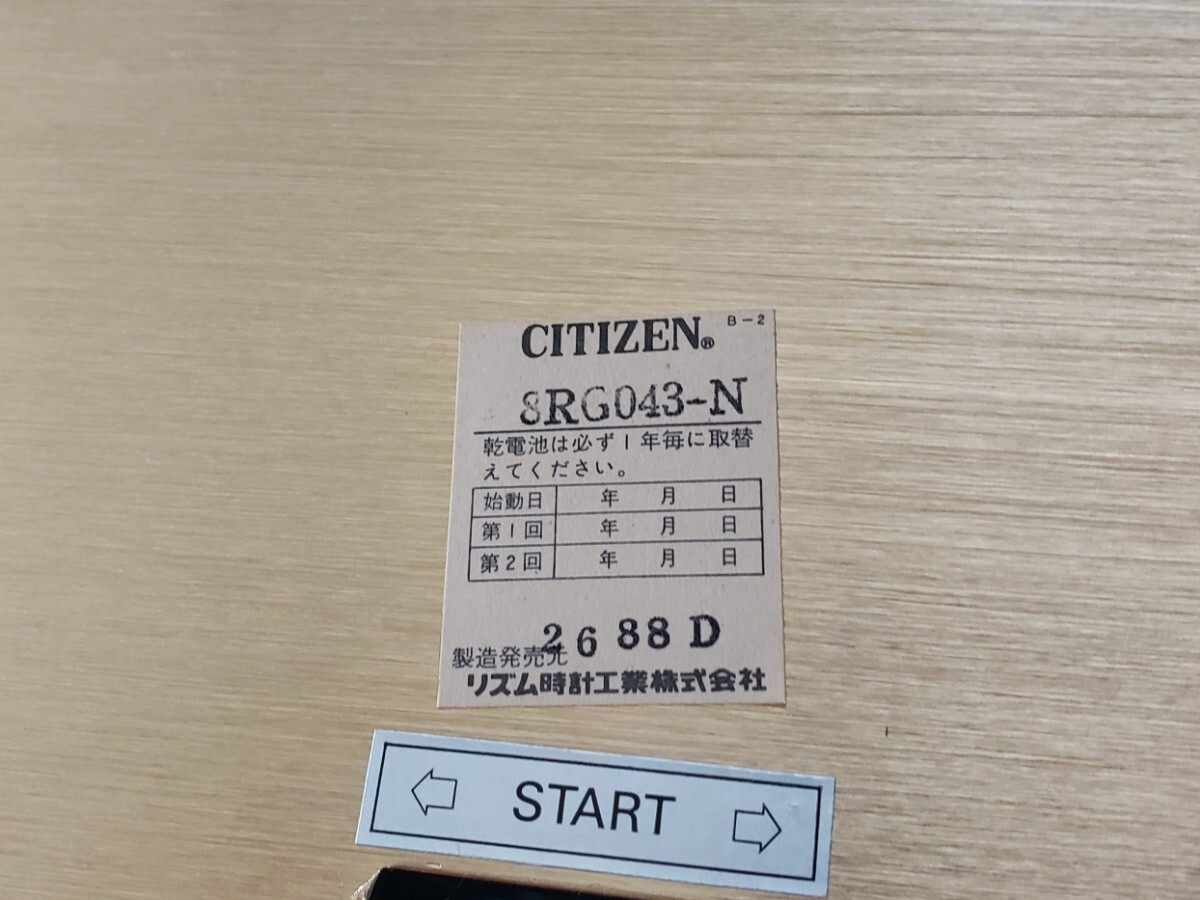 B-2
CITIZEN®
8RG043-N
乾電池は必ず1年毎に取替
えてください。
始動日 年 月 日
第1回 年 月 日
第2回 年 月 日
2688D
製造発売元
リズム時計工業株式会社
START